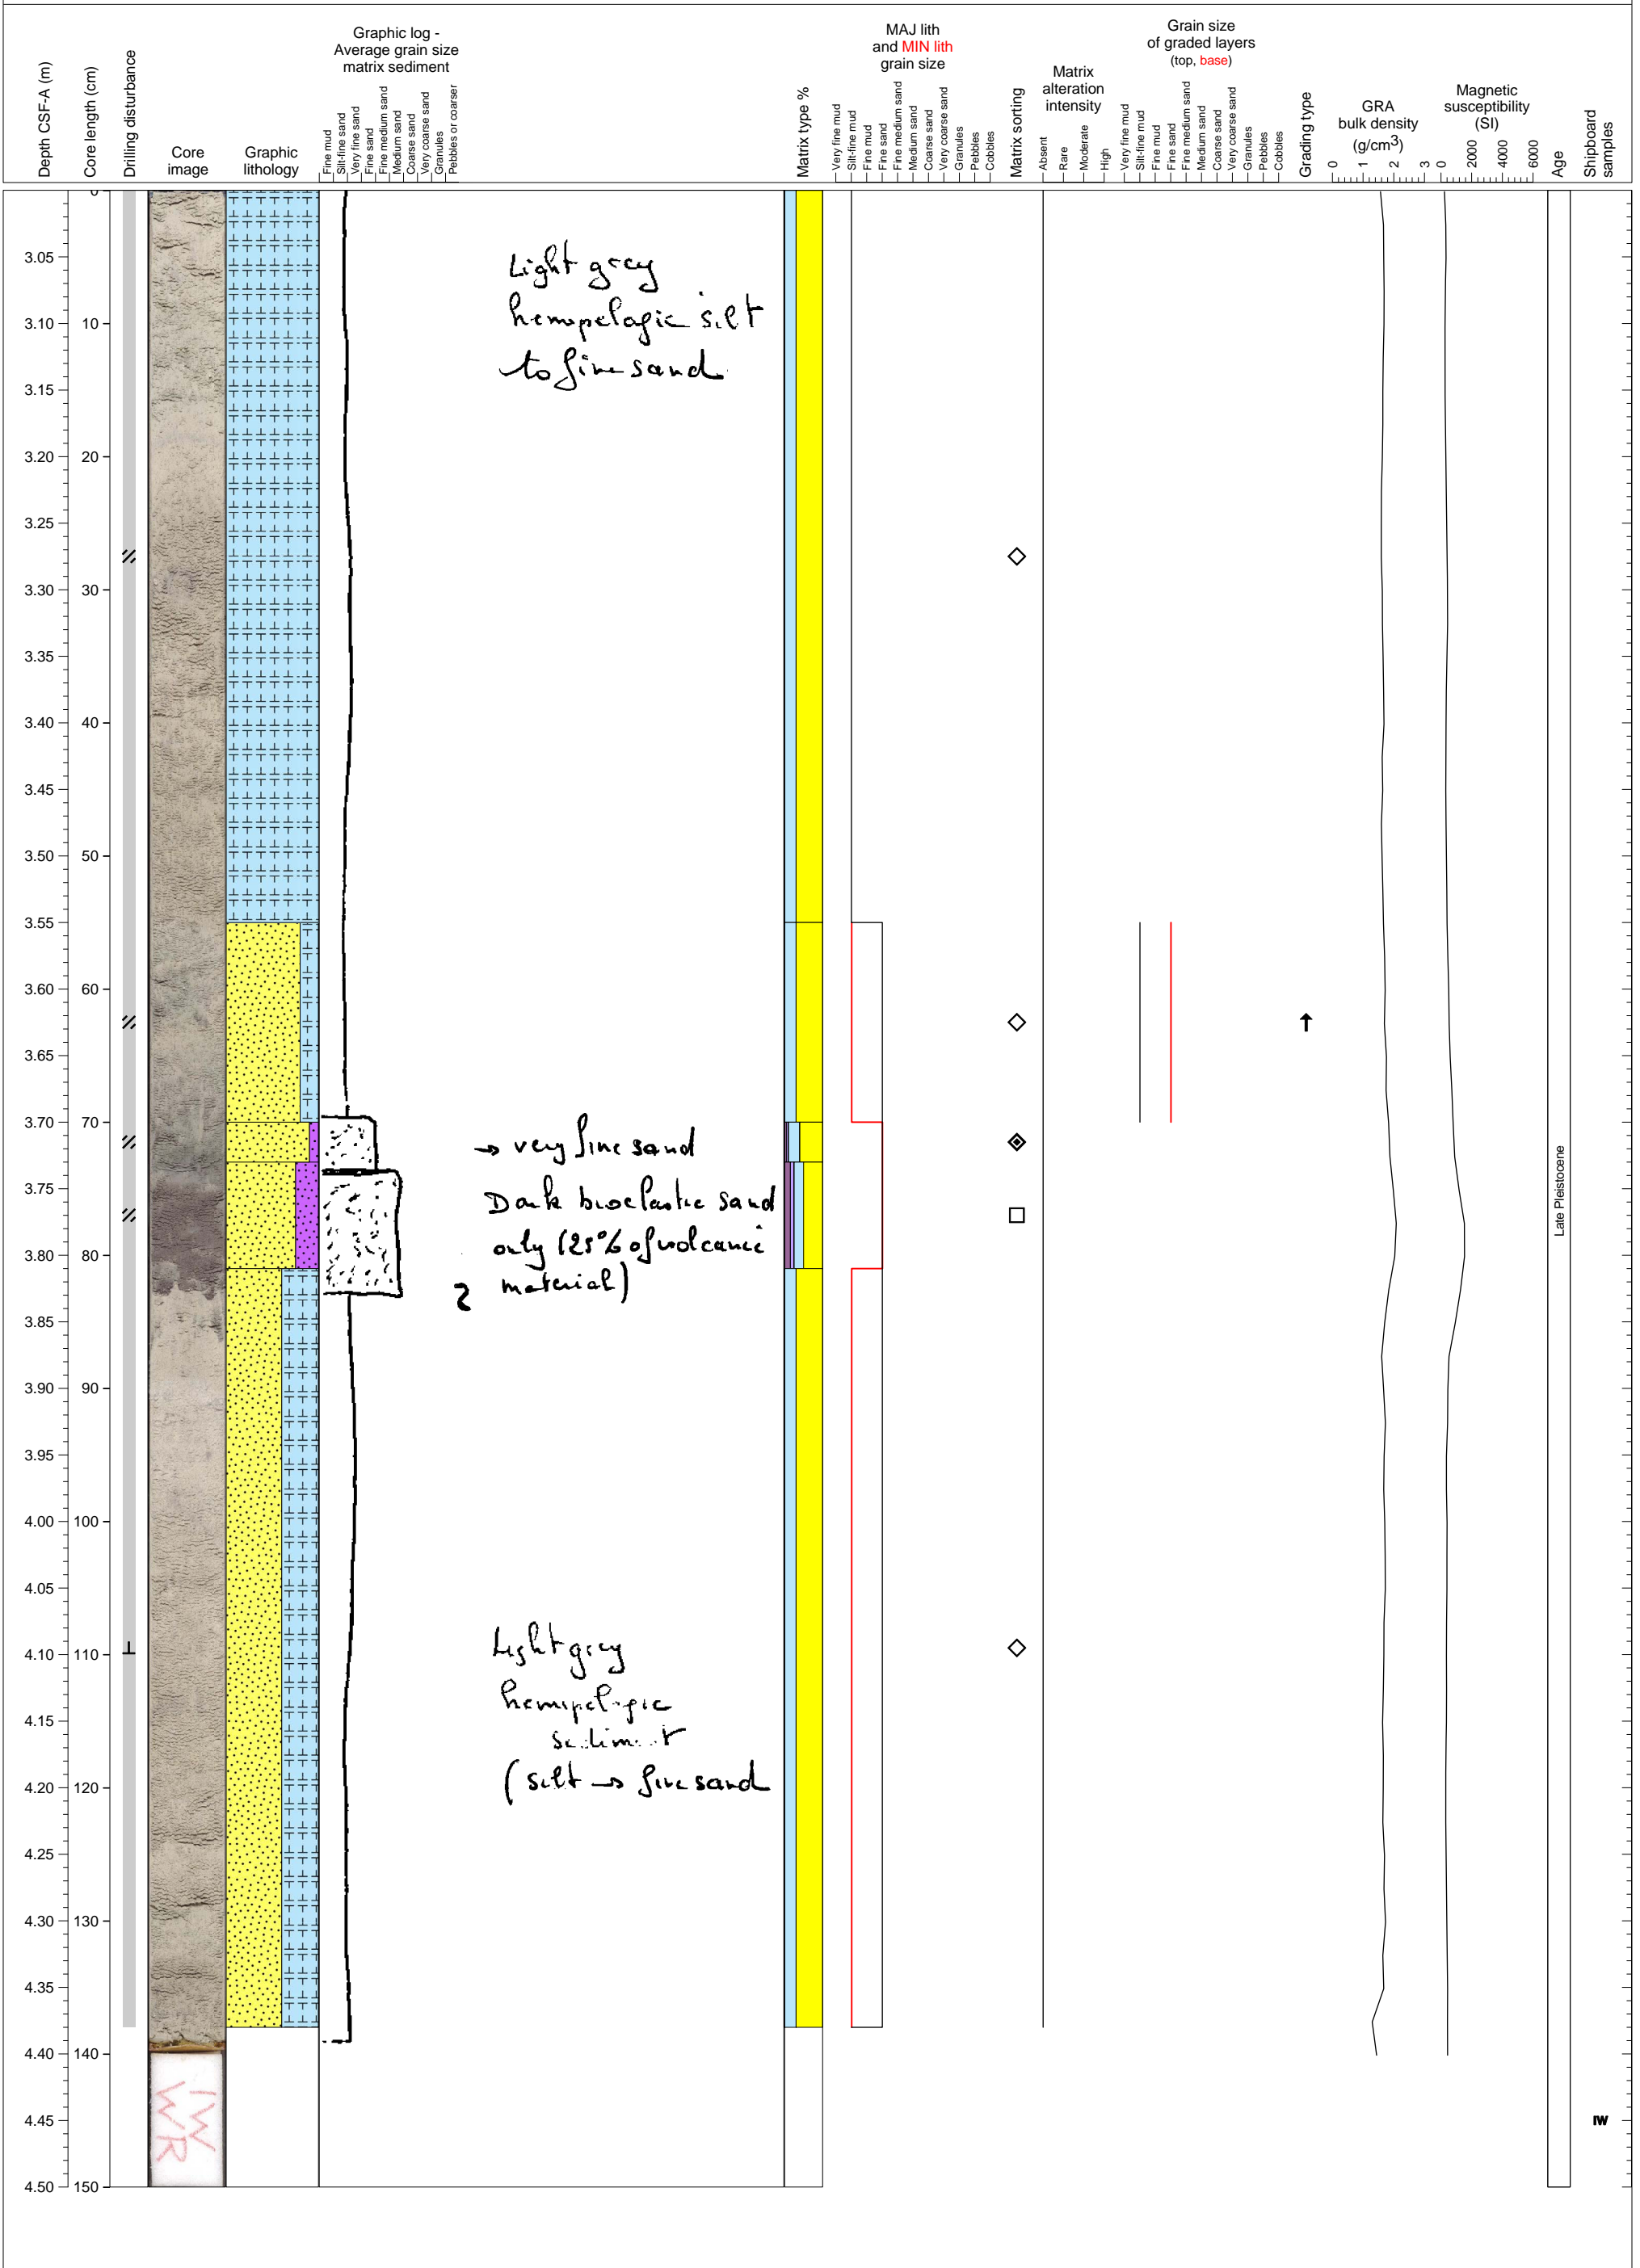 Depth CSF-A (m)
Core length (cm)
Drilling disturbance
Core
image
Graphic
lithology
Graphic log -
Average grain size
matrix sediment
Fine mud
Silt-fine sand
Very fine sand
Fine sand
Fine medium sand
Medium sand
Coarse sand
Very coarse sand
Granules
Pebbles or coarser
Matrix type %
MAJ lith
and MIN lith
grain size
Very fine mud
Silt-fine mud
Fine mud
Fine sand
Fine medium sand
Medium sand
Coarse sand
Very coarse sand
Granules
Pebbles
Cobbles
Matrix sorting
Matrix
alteration
intensity
Absent
Rare
Moderate
High
Grain size
of graded layers
(top, base)
Very fine mud
Silt-fine mud
Fine mud
Fine sand
Fine medium sand
Medium sand
Coarse sand
Very coarse sand
Granules
Pebbles
Cobbles
Grading type
GRA
bulk density
(g/cm3)
0 1 2 3
Magnetic
susceptibility
(SI)
0 2000 4000 6000
Age
Shipboard
samples
0
3.05
3.10 10
3.15
3.20 20
3.25
3.30 30
3.35
3.40 40
3.45
3.50 50
3.55
3.60 60
3.65
3.70 70
3.75
3.80 80
3.85
3.90 90
3.95
4.00 100
4.05
4.10 110
4.15
4.20 120
4.25
4.30 130
4.35
4.40 140
4.45
4.50 150
Light grey
hemipelagic silt
to fine sand
→ very fine sand
Dark bioclastic sand
only (25% of volcanic
material)
Light grey
hemipelagic
sediment
(silt → fine sand
Late Pleistocene
IW
WR
IW